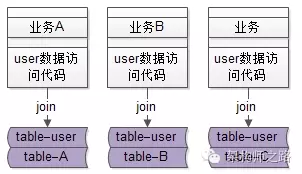 业务A
业务B
业务
user数据访
问代码
user数据访
问代码
user数据访
问代码
join
join
join
table-user
table-user
table-user
table-A
table-B
table-C